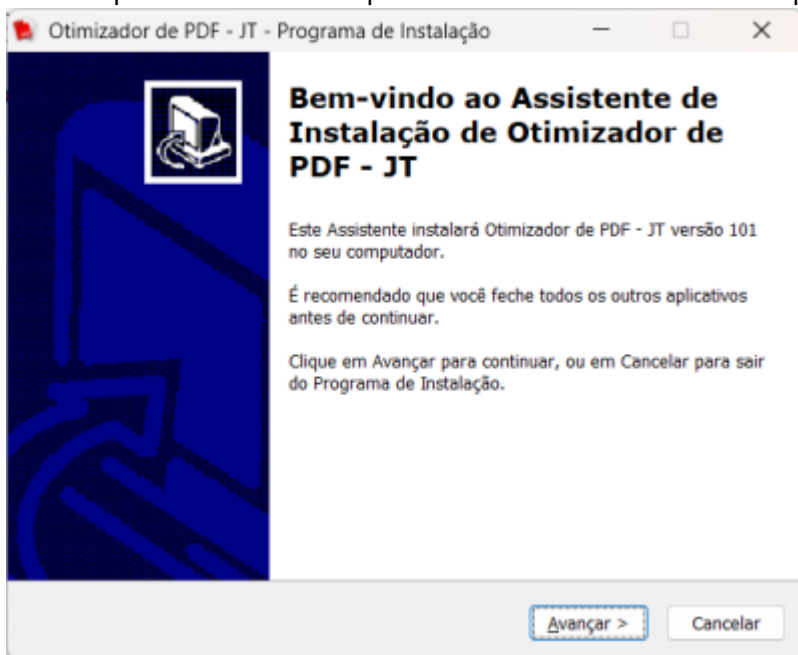 Otimizador de PDF - JT - Programa de Instalação
Bem-vindo ao Assistente de
Instalação de Otimizador de
PDF - JT
Este Assistente instalará Otimizador de PDF - JT versão 101
no seu computador.
É recomendado que você feche todos os outros aplicativos
antes de continuar.
Clique em Avançar para continuar, ou em Cancelar para sair
do Programa de Instalação.
Avançar >
Cancelar